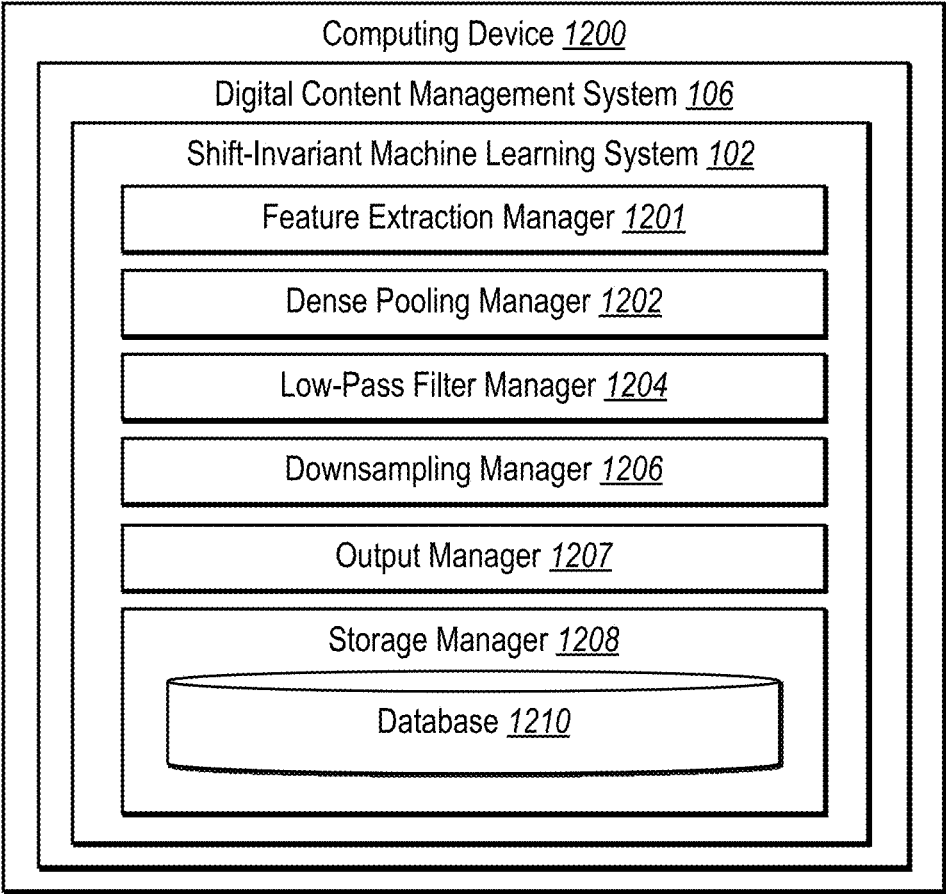 Computing Device 1200
Digital Content Management System 106
Shift-Invariant Machine Learning System 102
Feature Extraction Manager 1201
Dense Pooling Manager 1202
Low-Pass Filter Manager 1204
Downsampling Manager 1206
Output Manager 1207
Storage Manager 1208
Database 1210